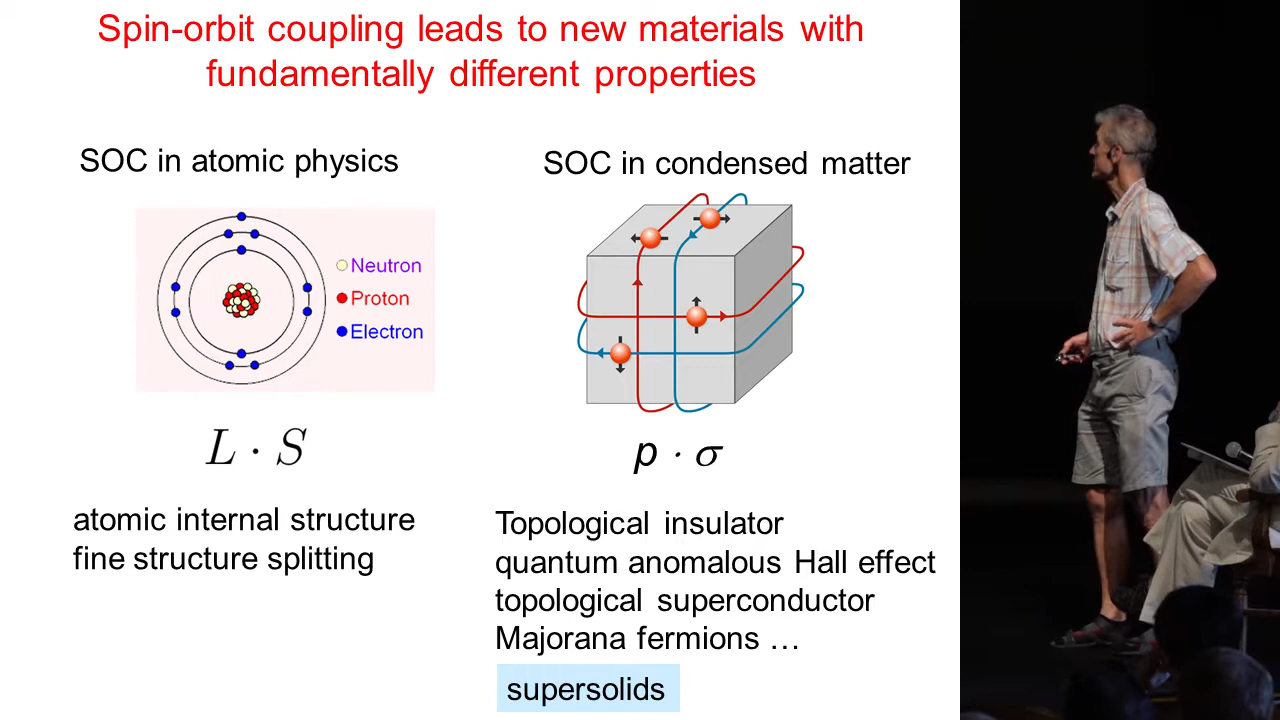 Spin-orbit coupling leads to new materials with
fundamentally different properties
SOC in atomic physics
Neutron
Proton
Electron
L · S
atomic internal structure
fine structure splitting
SOC in condensed matter
p · σ
Topological insulator
quantum anomalous Hall effect
topological superconductor
Majorana fermions …
supersolids